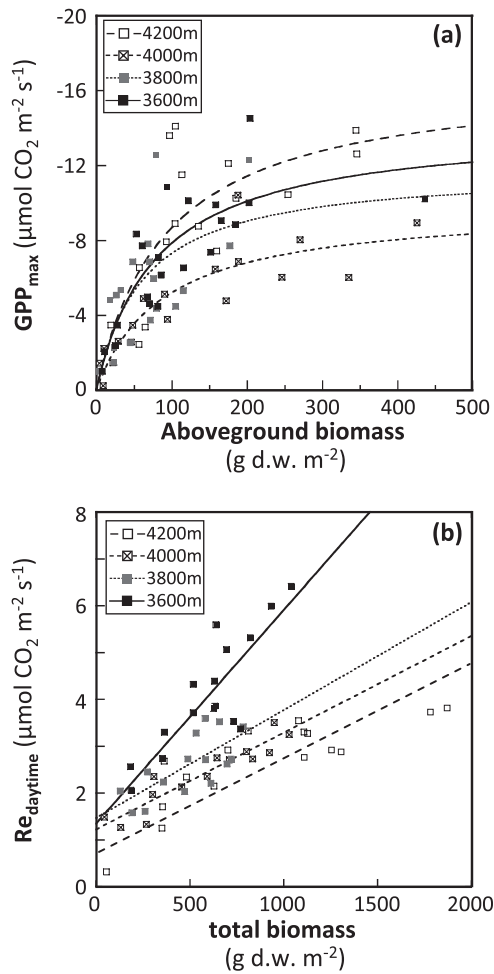 (a)
-20
-16
-12
-8
-4
0
4200m
4000m
3800m
3600m
GPPmax (μmol CO2 m-2 s-1)
0 100 200 300 400 500
Aboveground biomass
(g d.w. m-2)
(b)
8
6
4
2
0
4200m
4000m
3800m
3600m
Redaytime (μmol CO2 m-2 s-1)
0 500 1000 1500 2000
total biomass
(g d.w. m-2)